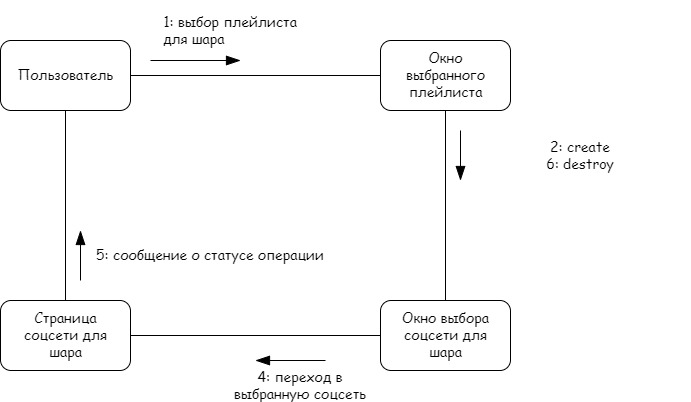 1: выбор плейлиста
для шара
Пользователь
Окно
выбранного
плейлиста
2: create
6: destroy
5: сообщение о статусе операции
Страница
соцсети для
шара
Окно выбора
соцсети для
шара
4: переход в
выбранную соцсеть